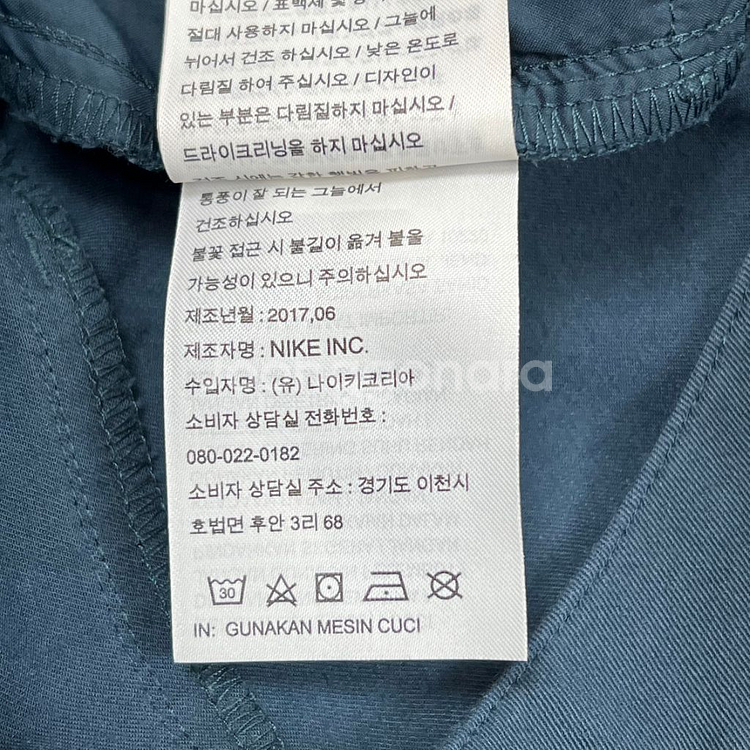 마십시오 / 표백제 및
절대 사용하지 마십시오 / 그늘에
뉘어서 건조 하십시오 / 낮은 온도로
다림질 하여 주십시오 / 디자인이
있는 부분은 다림질하지 마십시오 /
드라이크리닝을 하지 마십시오
통풍이 잘 되는 그늘에서
건조하십시오
불꽃 접근 시 불길이 옮겨 붙을
가능성이 있으니 주의하십시오
제조년월 : 2017,06
제조자명 : NIKE INC.
수입자명 : (유) 나이키코리아
소비자 상담실 전화번호 :
080-022-0182
소비자 상담실 주소 : 경기도 이천시
호법면 후안 3리 68
30
IN: GUNAKAN MESIN CUCI